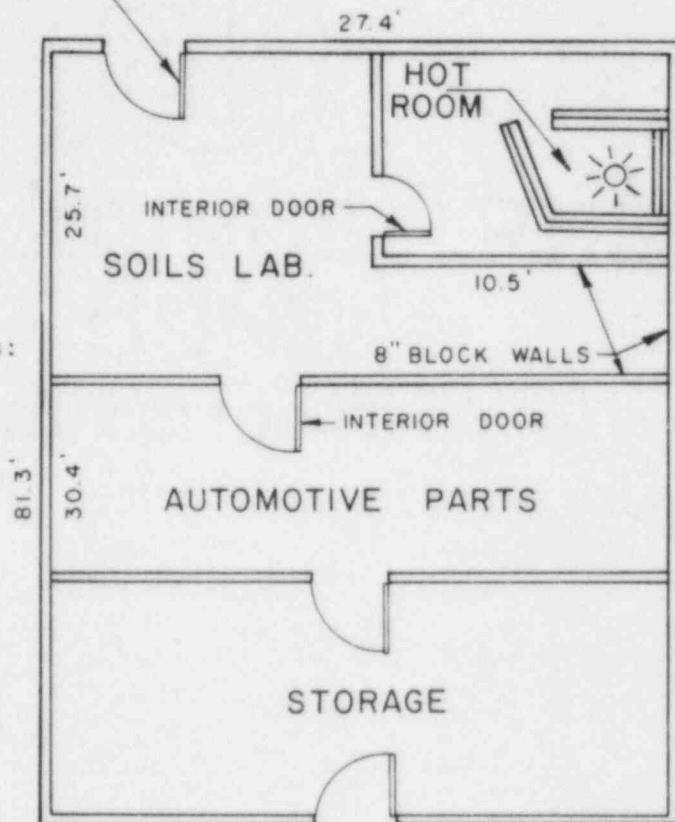 27.4'
HOT
ROOM
25.7'
INTERIOR DOOR
SOILS LAB.
10.5'
8" BLOCK WALLS
INTERIOR DOOR
81.3'
30.4'
AUTOMOTIVE PARTS
STORAGE